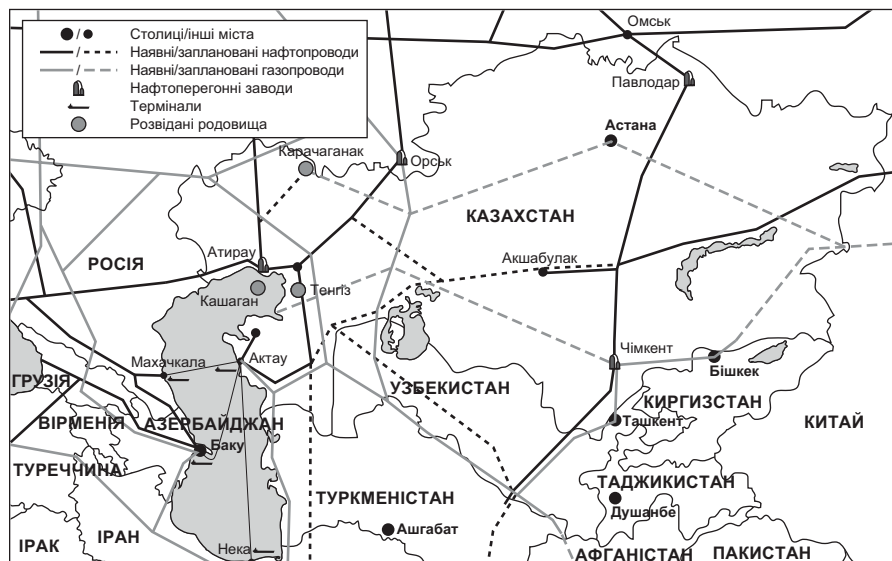 Столиці/інші міста
Наявні/заплановані нафтопроводи
Наявні/заплановані газопроводи
Нафтоперегонні заводи
Термінали
Розвідані родовища
Омськ
Павлодар
Астана
Карачаганак
Орськ
КАЗАХСТАН
Атирау
РОСІЯ
Акшабулак
Кашаган
Тенгіз
Махачкала
Актау
Чімкент
Бішкек
ГРУЗІЯ
УЗБЕКИСТАН
КИРГИЗСТАН
ВІРМЕНІЯ
АЗЕРБАЙДЖАН
Ташкент
КИТАЙ
Баку
ТУРЕЧЧИНА
ТУРКМЕНІСТАН
ТАДЖИКИСТАН
Душанбе
Ашгабат
ІРАН
ІРАК
Нека
АФГАНІСТАН
ПАКИСТАН